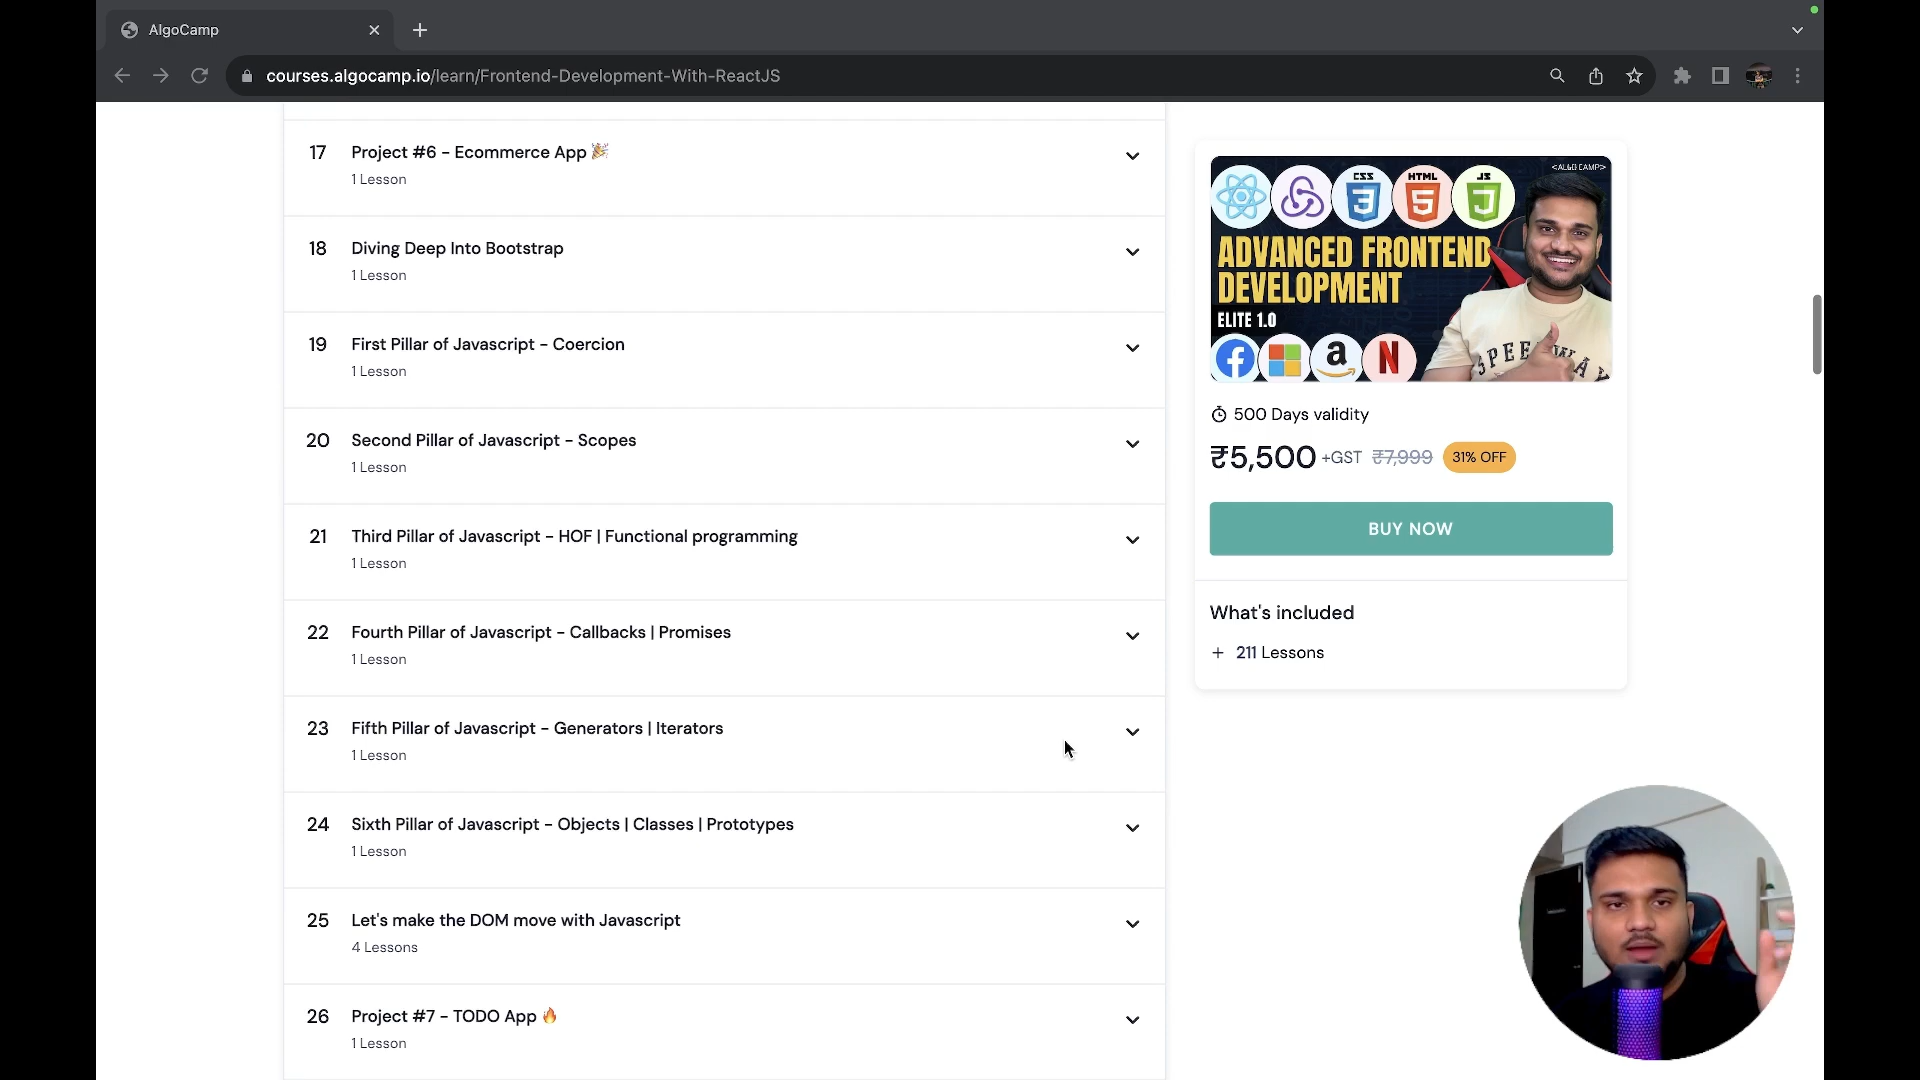 AlgoCamp
courses.algocamp.io/learn/Frontend-Development-With-ReactJS
17 Project #6 - Ecommerce App 🎉
1 Lesson
18 Diving Deep Into Bootstrap
1 Lesson
19 First Pillar of Javascript - Coercion
1 Lesson
20 Second Pillar of Javascript - Scopes
1 Lesson
21 Third Pillar of Javascript - HOF | Functional programming
1 Lesson
22 Fourth Pillar of Javascript - Callbacks | Promises
1 Lesson
23 Fifth Pillar of Javascript - Generators | Iterators
1 Lesson
24 Sixth Pillar of Javascript - Objects | Classes | Prototypes
1 Lesson
25 Let's make the DOM move with Javascript
4 Lessons
26 Project #7 - TODO App 🔥
1 Lesson
<ALGO CAMP>
CSS HTML JS
3 5 J
ADVANCED FRONTEND
DEVELOPMENT
ELITE 1.0
f a N
500 Days validity
₹5,500 +GST ₹7,999 31% OFF
BUY NOW
What's included
+ 211 Lessons